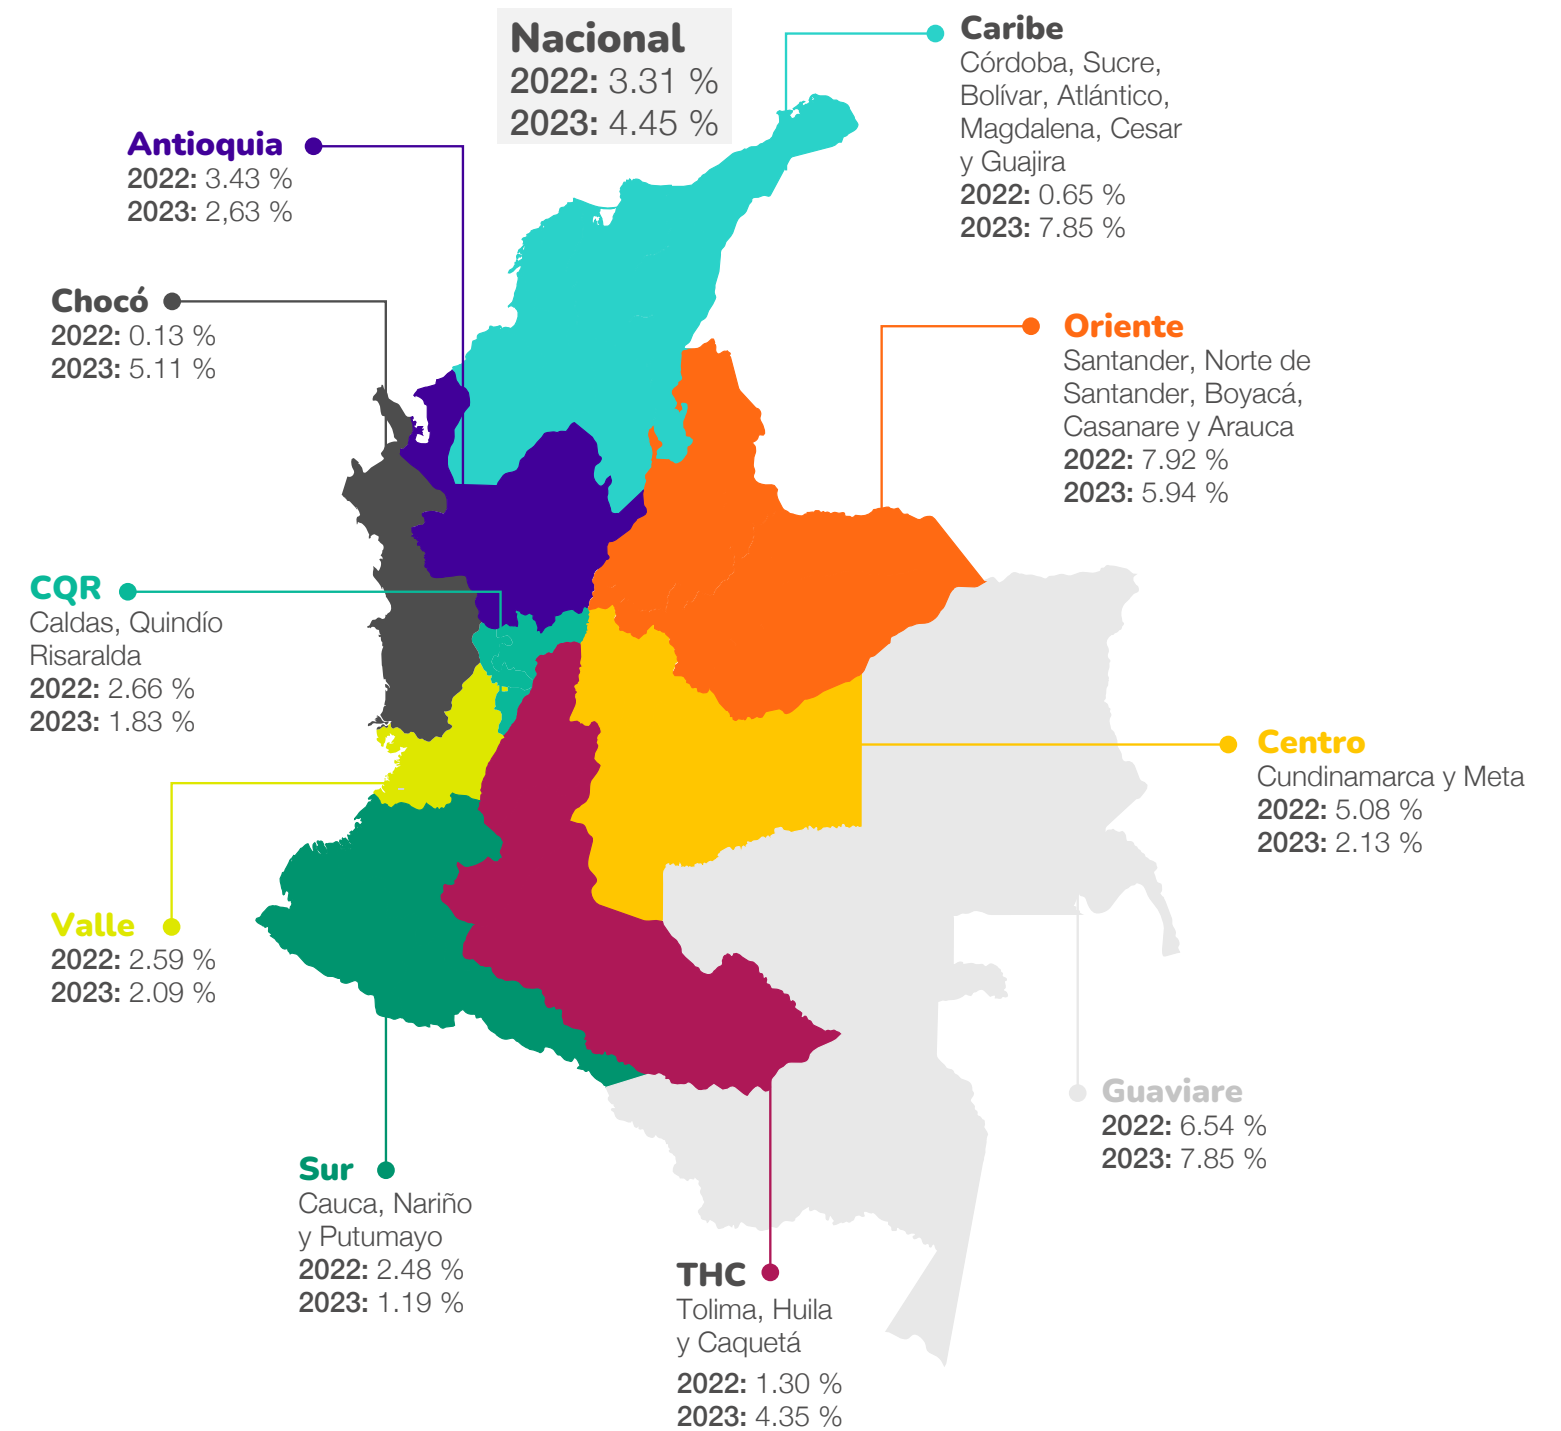 Nacional
2022: 3.31 %
2023: 4.45 %
Caribe
Córdoba, Sucre,
Bolívar, Atlántico,
Magdalena, Cesar
y Guajira
2022: 0.65 %
2023: 7.85 %
Antioquia
2022: 3.43 %
2023: 2,63 %
Chocó
2022: 0.13 %
2023: 5.11 %
Oriente
Santander, Norte de
Santander, Boyacá,
Casanare y Arauca
2022: 7.92 %
2023: 5.94 %
CQR
Caldas, Quindío
Risaralda
2022: 2.66 %
2023: 1.83 %
Centro
Cundinamarca y Meta
2022: 5.08 %
2023: 2.13 %
Valle
2022: 2.59 %
2023: 2.09 %
Guaviare
2022: 6.54 %
2023: 7.85 %
Sur
Cauca, Nariño
y Putumayo
2022: 2.48 %
2023: 1.19 %
THC
Tolima, Huila
y Caquetá
2022: 1.30 %
2023: 4.35 %